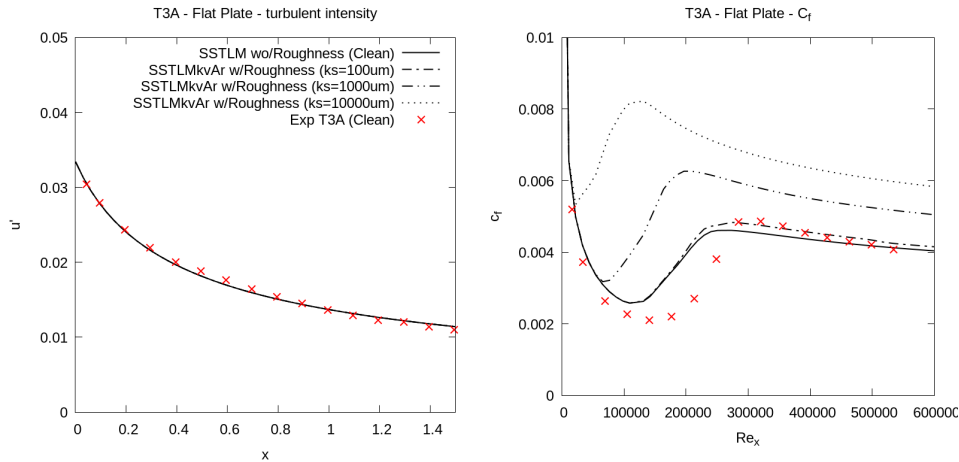 T3A - Flat Plate - turbulent intensity
0.05
0.04
0.03
0.02
0.01
0
u'
SSTLM wo/Roughness (Clean)
SSTLMkvAr w/Roughness (ks=100um)
SSTLMkvAr w/Roughness (ks=1000um)
SSTLMkvAr w/Roughness (ks=10000um)
Exp T3A (Clean)
0 0.2 0.4 0.6 0.8 1 1.2 1.4
x
T3A - Flat Plate - Cf
0.01
0.008
0.006
0.004
0.002
0
cf
0 100000 200000 300000 400000 500000 600000
Rex